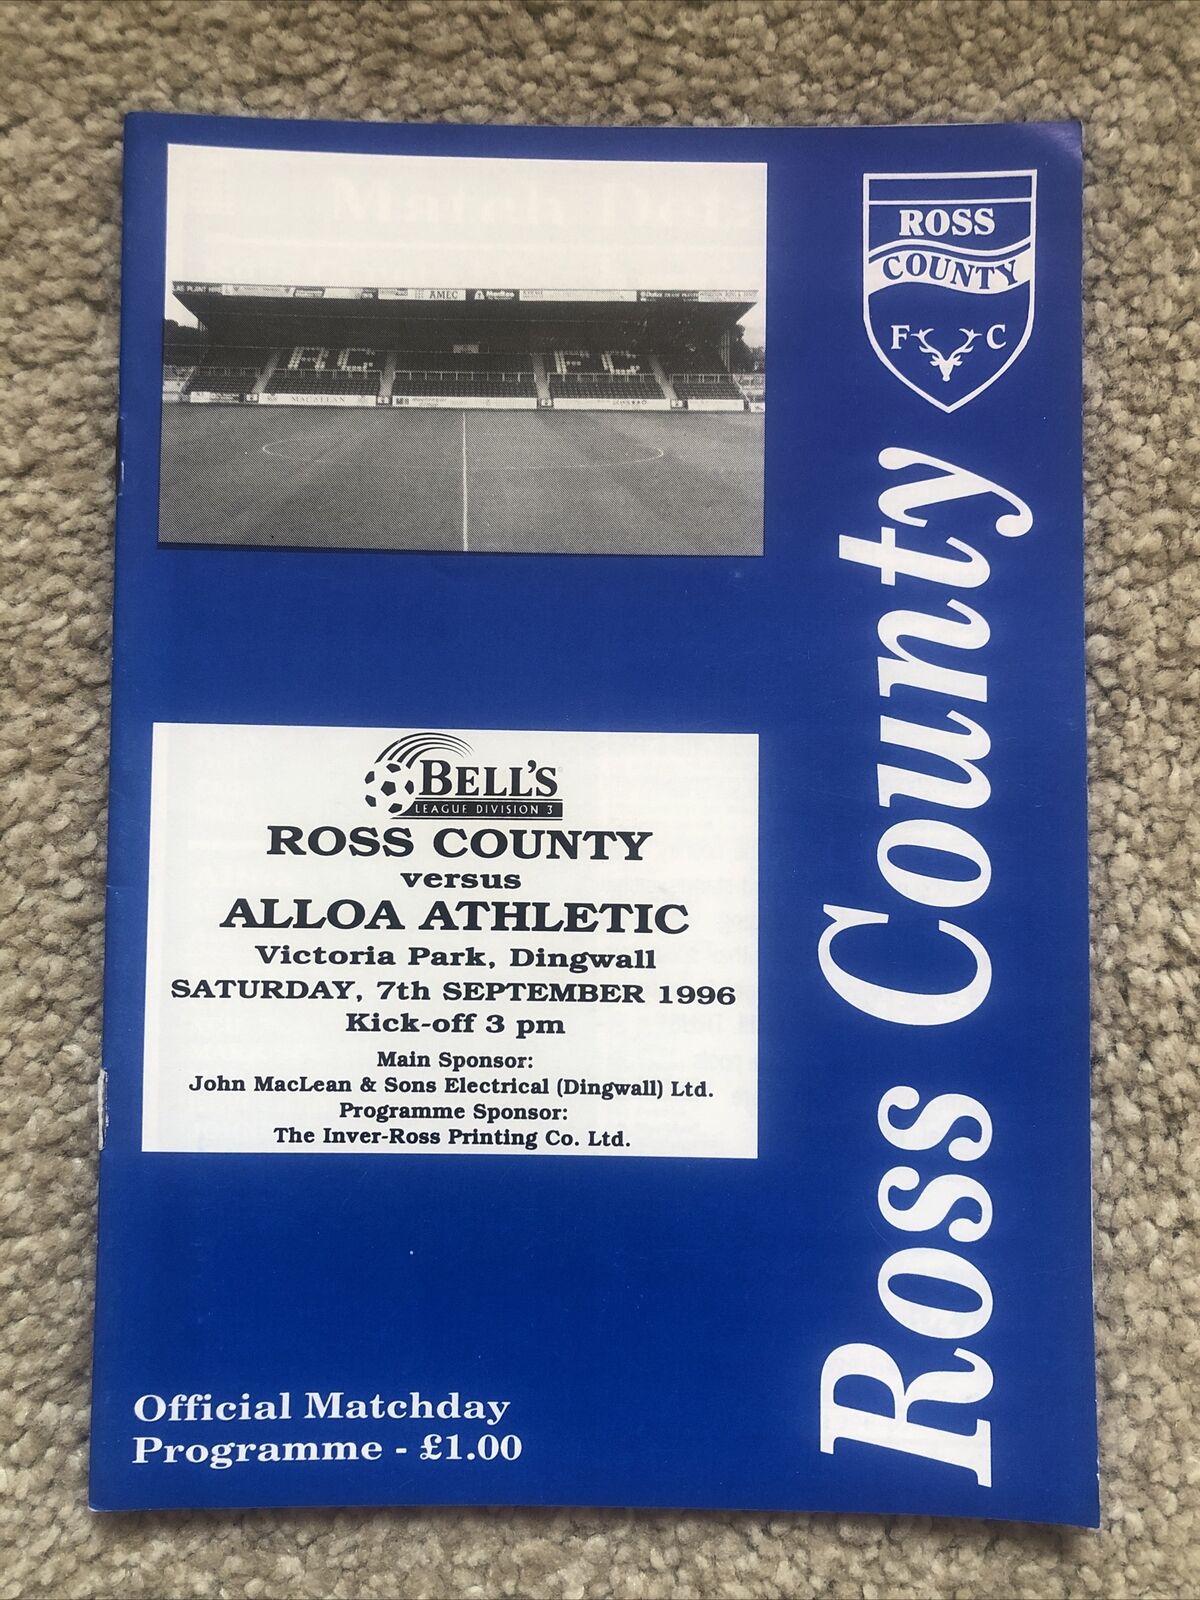 ROSS
COUNTY
F C
AMEC
MACLELLAN
BELL'S
LEAGUE DIVISION 3
ROSS COUNTY
versus
ALLOA ATHLETIC
Victoria Park, Dingwall
SATURDAY, 7th SEPTEMBER 1996
Kick-off 3 pm
Main Sponsor:
John MacLean & Sons Electrical (Dingwall) Ltd.
Programme Sponsor:
The Inver-Ross Printing Co. Ltd.
Official Matchday
Programme - £1.00
Ross County